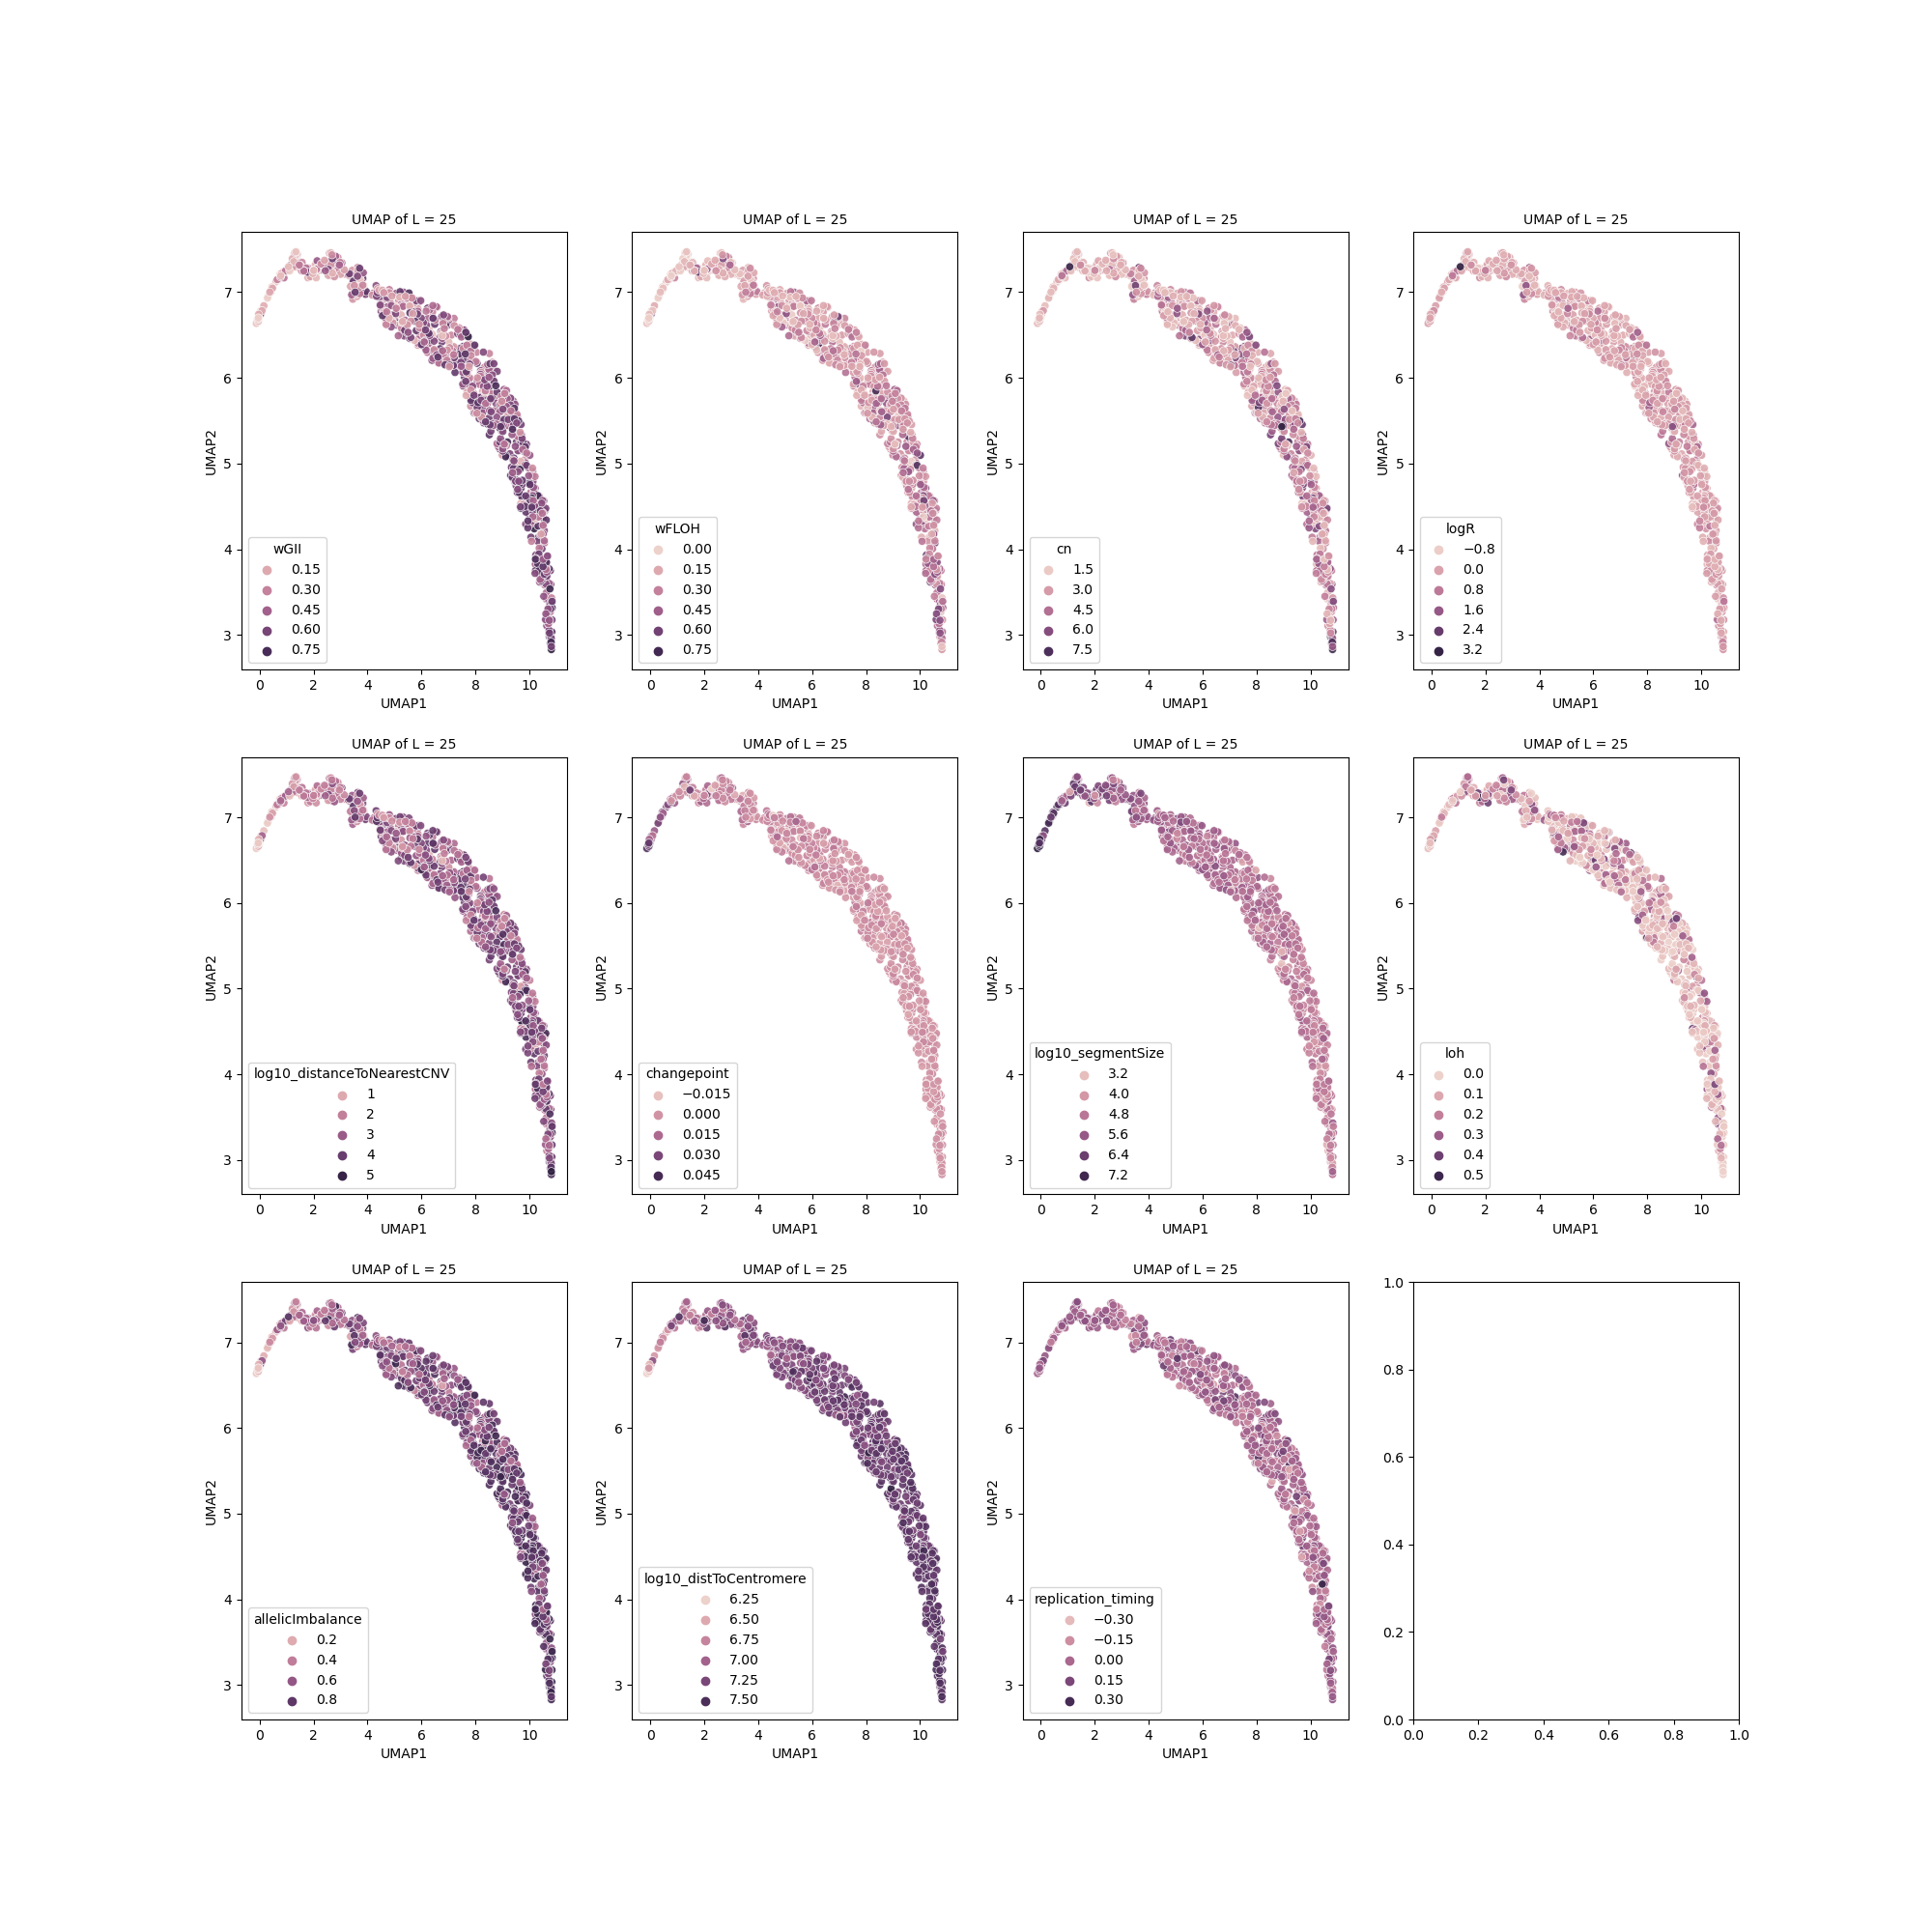 UMAP of L = 25
UMAP of L = 25
UMAP of L = 25
UMAP of L = 25
UMAP2
7
6
5
4
3
wGII
0.15
0.30
0.45
0.60
0.75
0 2 4 6 8 10
UMAP1
UMAP2
7
6
5
4
3
wFLOH
0.00
0.15
0.30
0.45
0.60
0.75
0 2 4 6 8 10
UMAP1
UMAP2
7
6
5
4
3
cn
1.5
3.0
4.5
6.0
7.5
0 2 4 6 8 10
UMAP1
UMAP2
7
6
5
4
3
logR
−0.8
0.0
0.8
1.6
2.4
3.2
0 2 4 6 8 10
UMAP1
UMAP of L = 25
UMAP of L = 25
UMAP of L = 25
UMAP of L = 25
UMAP2
7
6
5
4
3
log10_distanceToNearestCNV
1
2
3
4
5
0 2 4 6 8 10
UMAP1
UMAP2
7
6
5
4
3
changepoint
−0.015
0.000
0.015
0.030
0.045
0 2 4 6 8 10
UMAP1
UMAP2
7
6
5
4
3
log10_segmentSize
3.2
4.0
4.8
5.6
6.4
7.2
0 2 4 6 8 10
UMAP1
UMAP2
7
6
5
4
3
loh
0.0
0.1
0.2
0.3
0.4
0.5
0 2 4 6 8 10
UMAP1
UMAP of L = 25
UMAP of L = 25
UMAP of L = 25
UMAP2
7
6
5
4
3
allelicImbalance
0.2
0.4
0.6
0.8
0 2 4 6 8 10
UMAP1
UMAP2
7
6
5
4
3
log10_distToCentromere
6.25
6.50
6.75
7.00
7.25
7.50
0 2 4 6 8 10
UMAP1
UMAP2
7
6
5
4
3
replication_timing
−0.30
−0.15
0.00
0.15
0.30
0 2 4 6 8 10
UMAP1
1.0
0.8
0.6
0.4
0.2
0.0
0.0 0.2 0.4 0.6 0.8 1.0